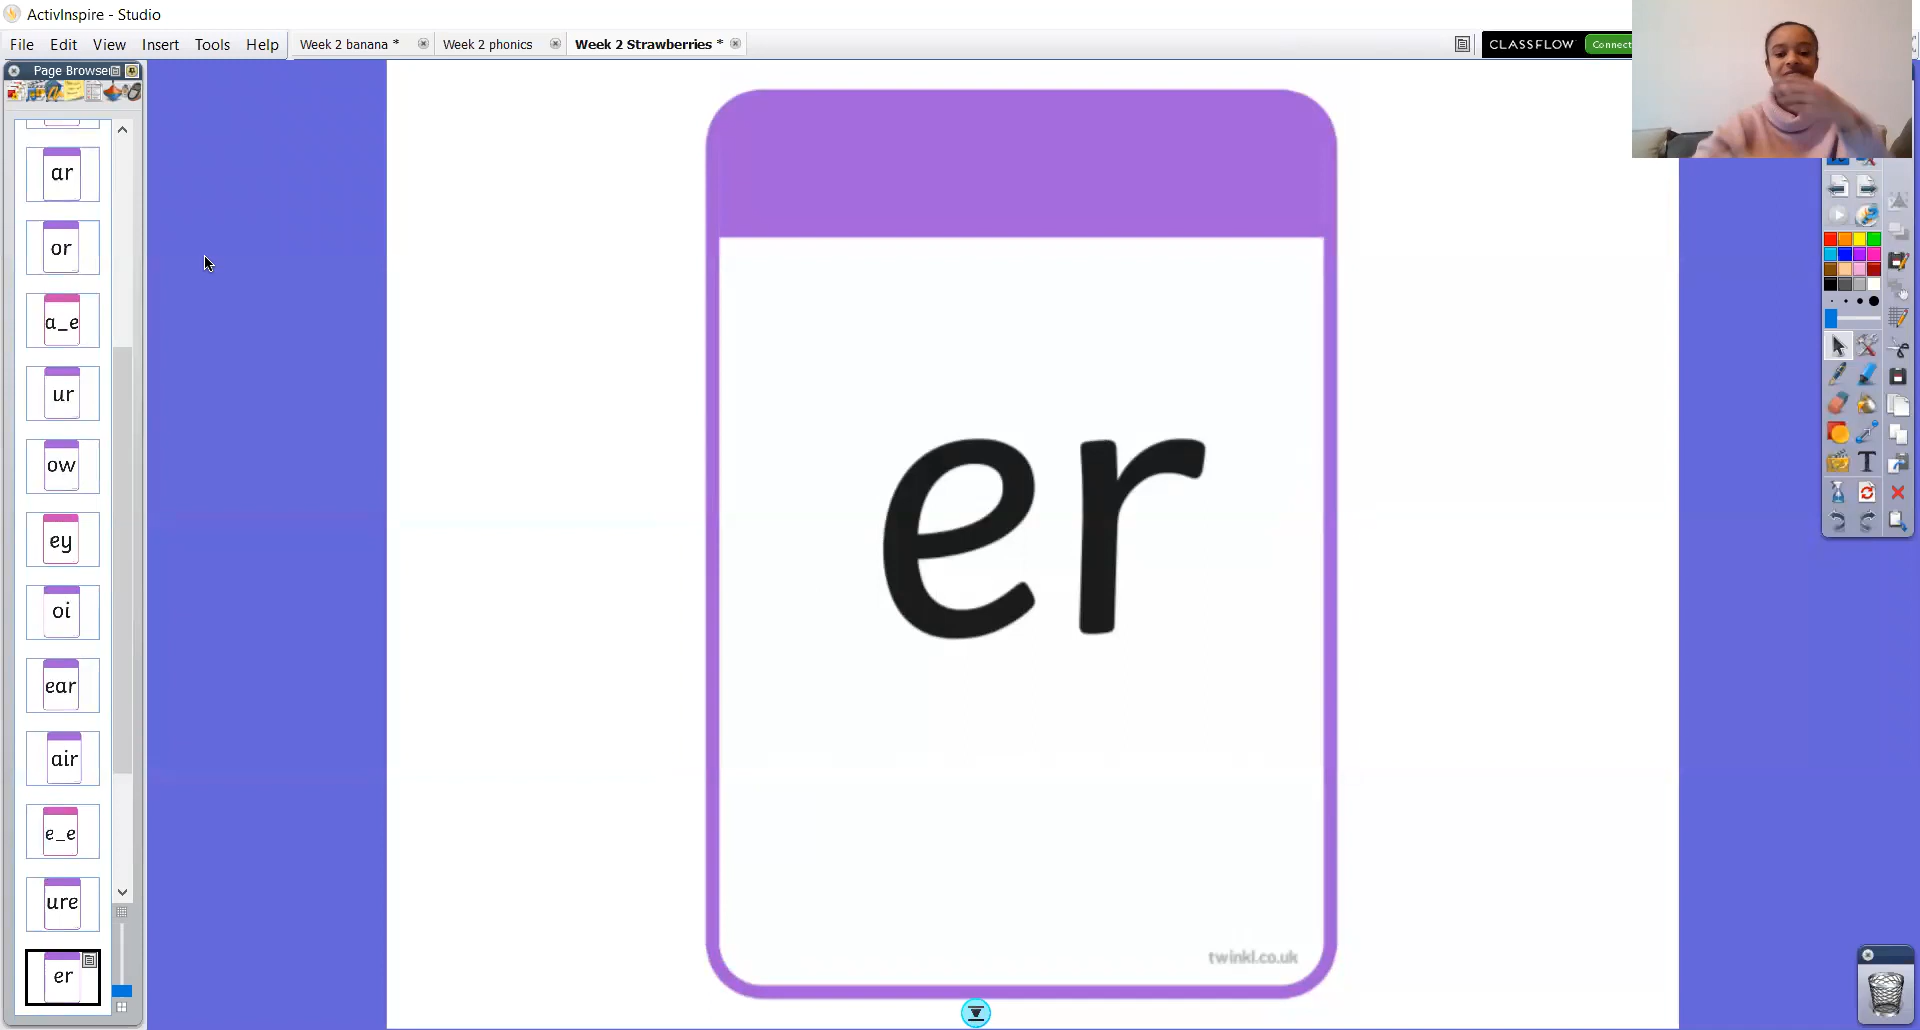 ActivInspire - Studio
File Edit View Insert Tools Help
Week 2 banana * Week 2 phonics Week 2 Strawberries *
CLASSFLOW Connect
Page Browser
ar
or
a_e
ur
ow
ey
oi
ear
air
e_e
ure
er
er
twinkl.co.uk
T